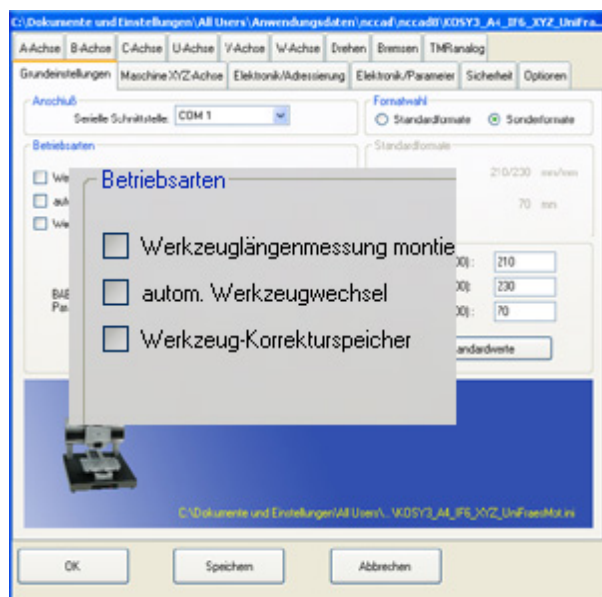 C:\Dokumente und Einstellungen\All Users\Anwendungsdaten\nccad\nccad8\KOSY3_A4_IF6_XYZ_UniFra...
A-Achse B-Achse C-Achse U-Achse V-Achse W-Achse Drehen Bremsen TMRanalog
Grundeinstellungen Maschine XYZ-Achse Elektronik/Adressierung Elektronik/Parameter Sicherheit Optionen
Anschluß
Serielle Schnittstelle: COM 1
Formatwahl
Standardformate Sonderformate
Betriebsarten
Standardformate
210/230 mm/mm
70 mm
Betriebsarten
Werkzeuglängenmessung montie
autom. Werkzeugwechsel
Werkzeug-Korrekturspeicher
210
230
70
andardwerte
C:\Dokumente und Einstellungen\All Users\...\KOSY3_A4_IF6_XYZ_UniFraesMot.ini
OK Speichern Abbrechen